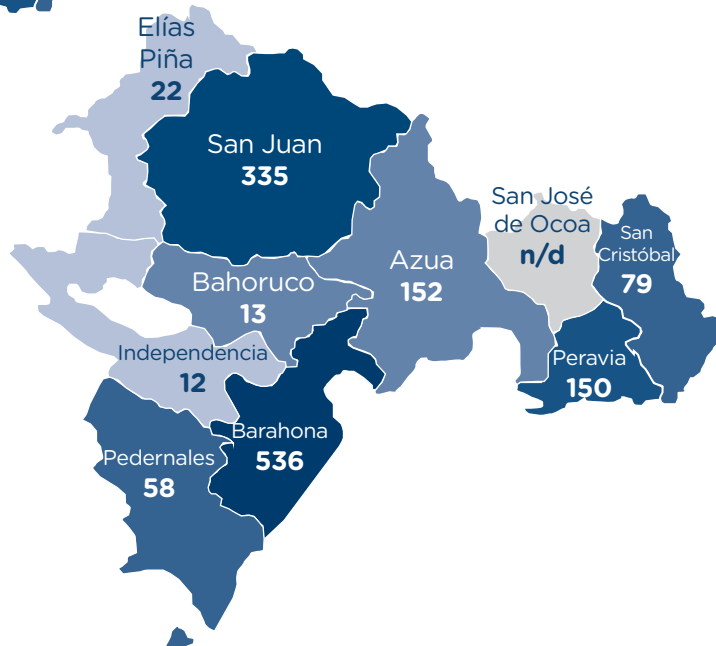 Elías
Piña
22
San Juan
335
San José
de Ocoa
n/d
San
Cristóbal
79
Azua
152
Bahoruco
13
Independencia
12
Peravia
150
Barahona
536
Pedernales
58